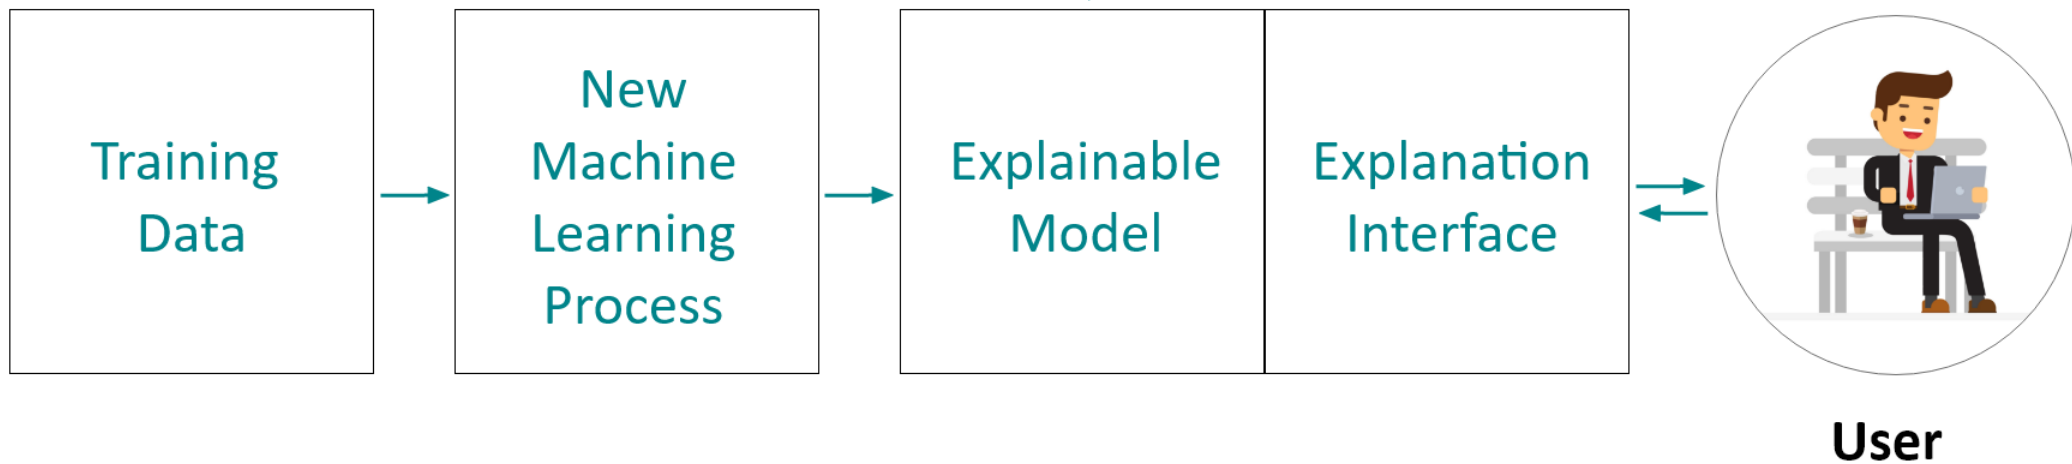 Training
Data
New
Machine
Learning
Process
Explainable
Model
Explanation
Interface
User